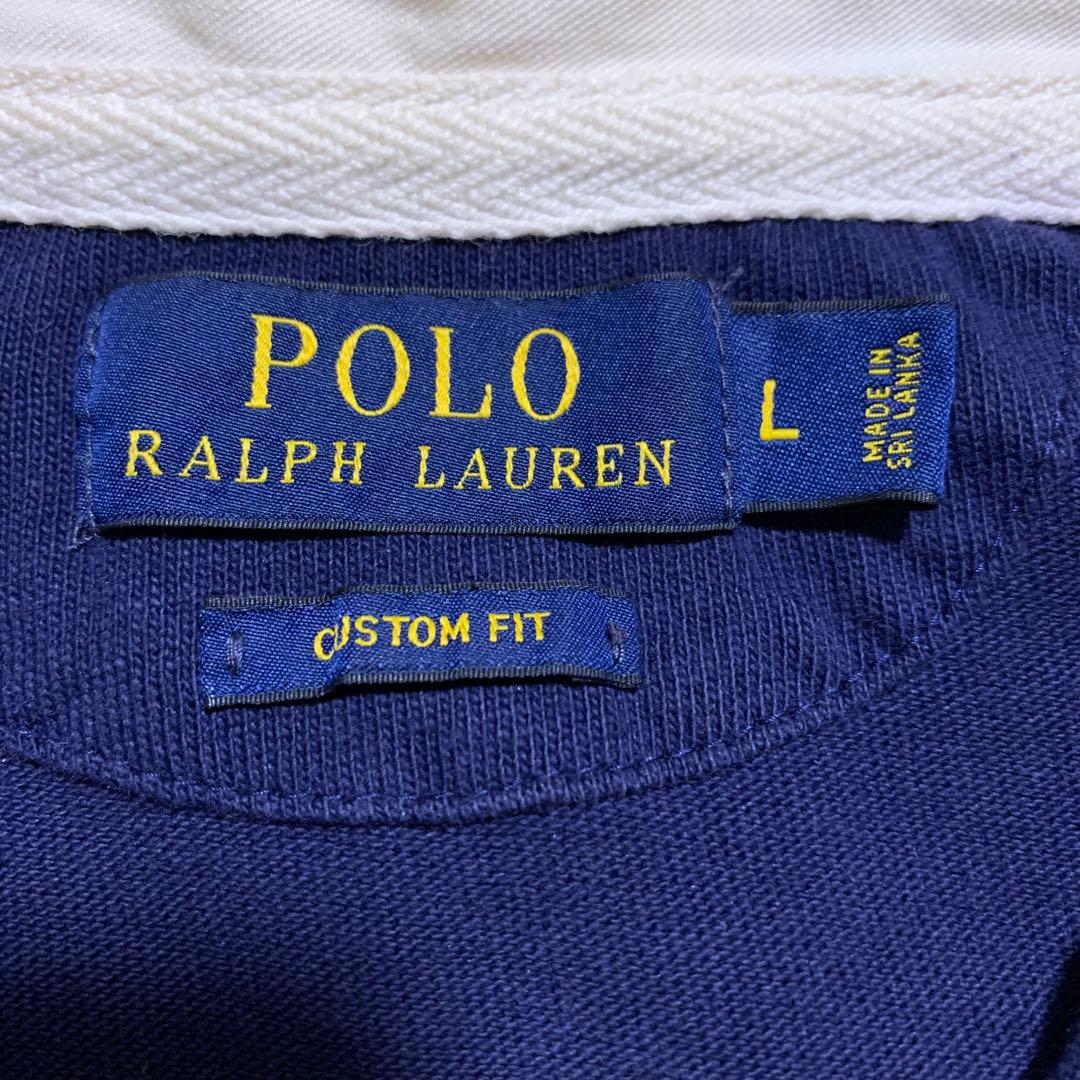 POLO
RALPH LAUREN
L
MADE IN
SRI LANKA
CUSTOM FIT